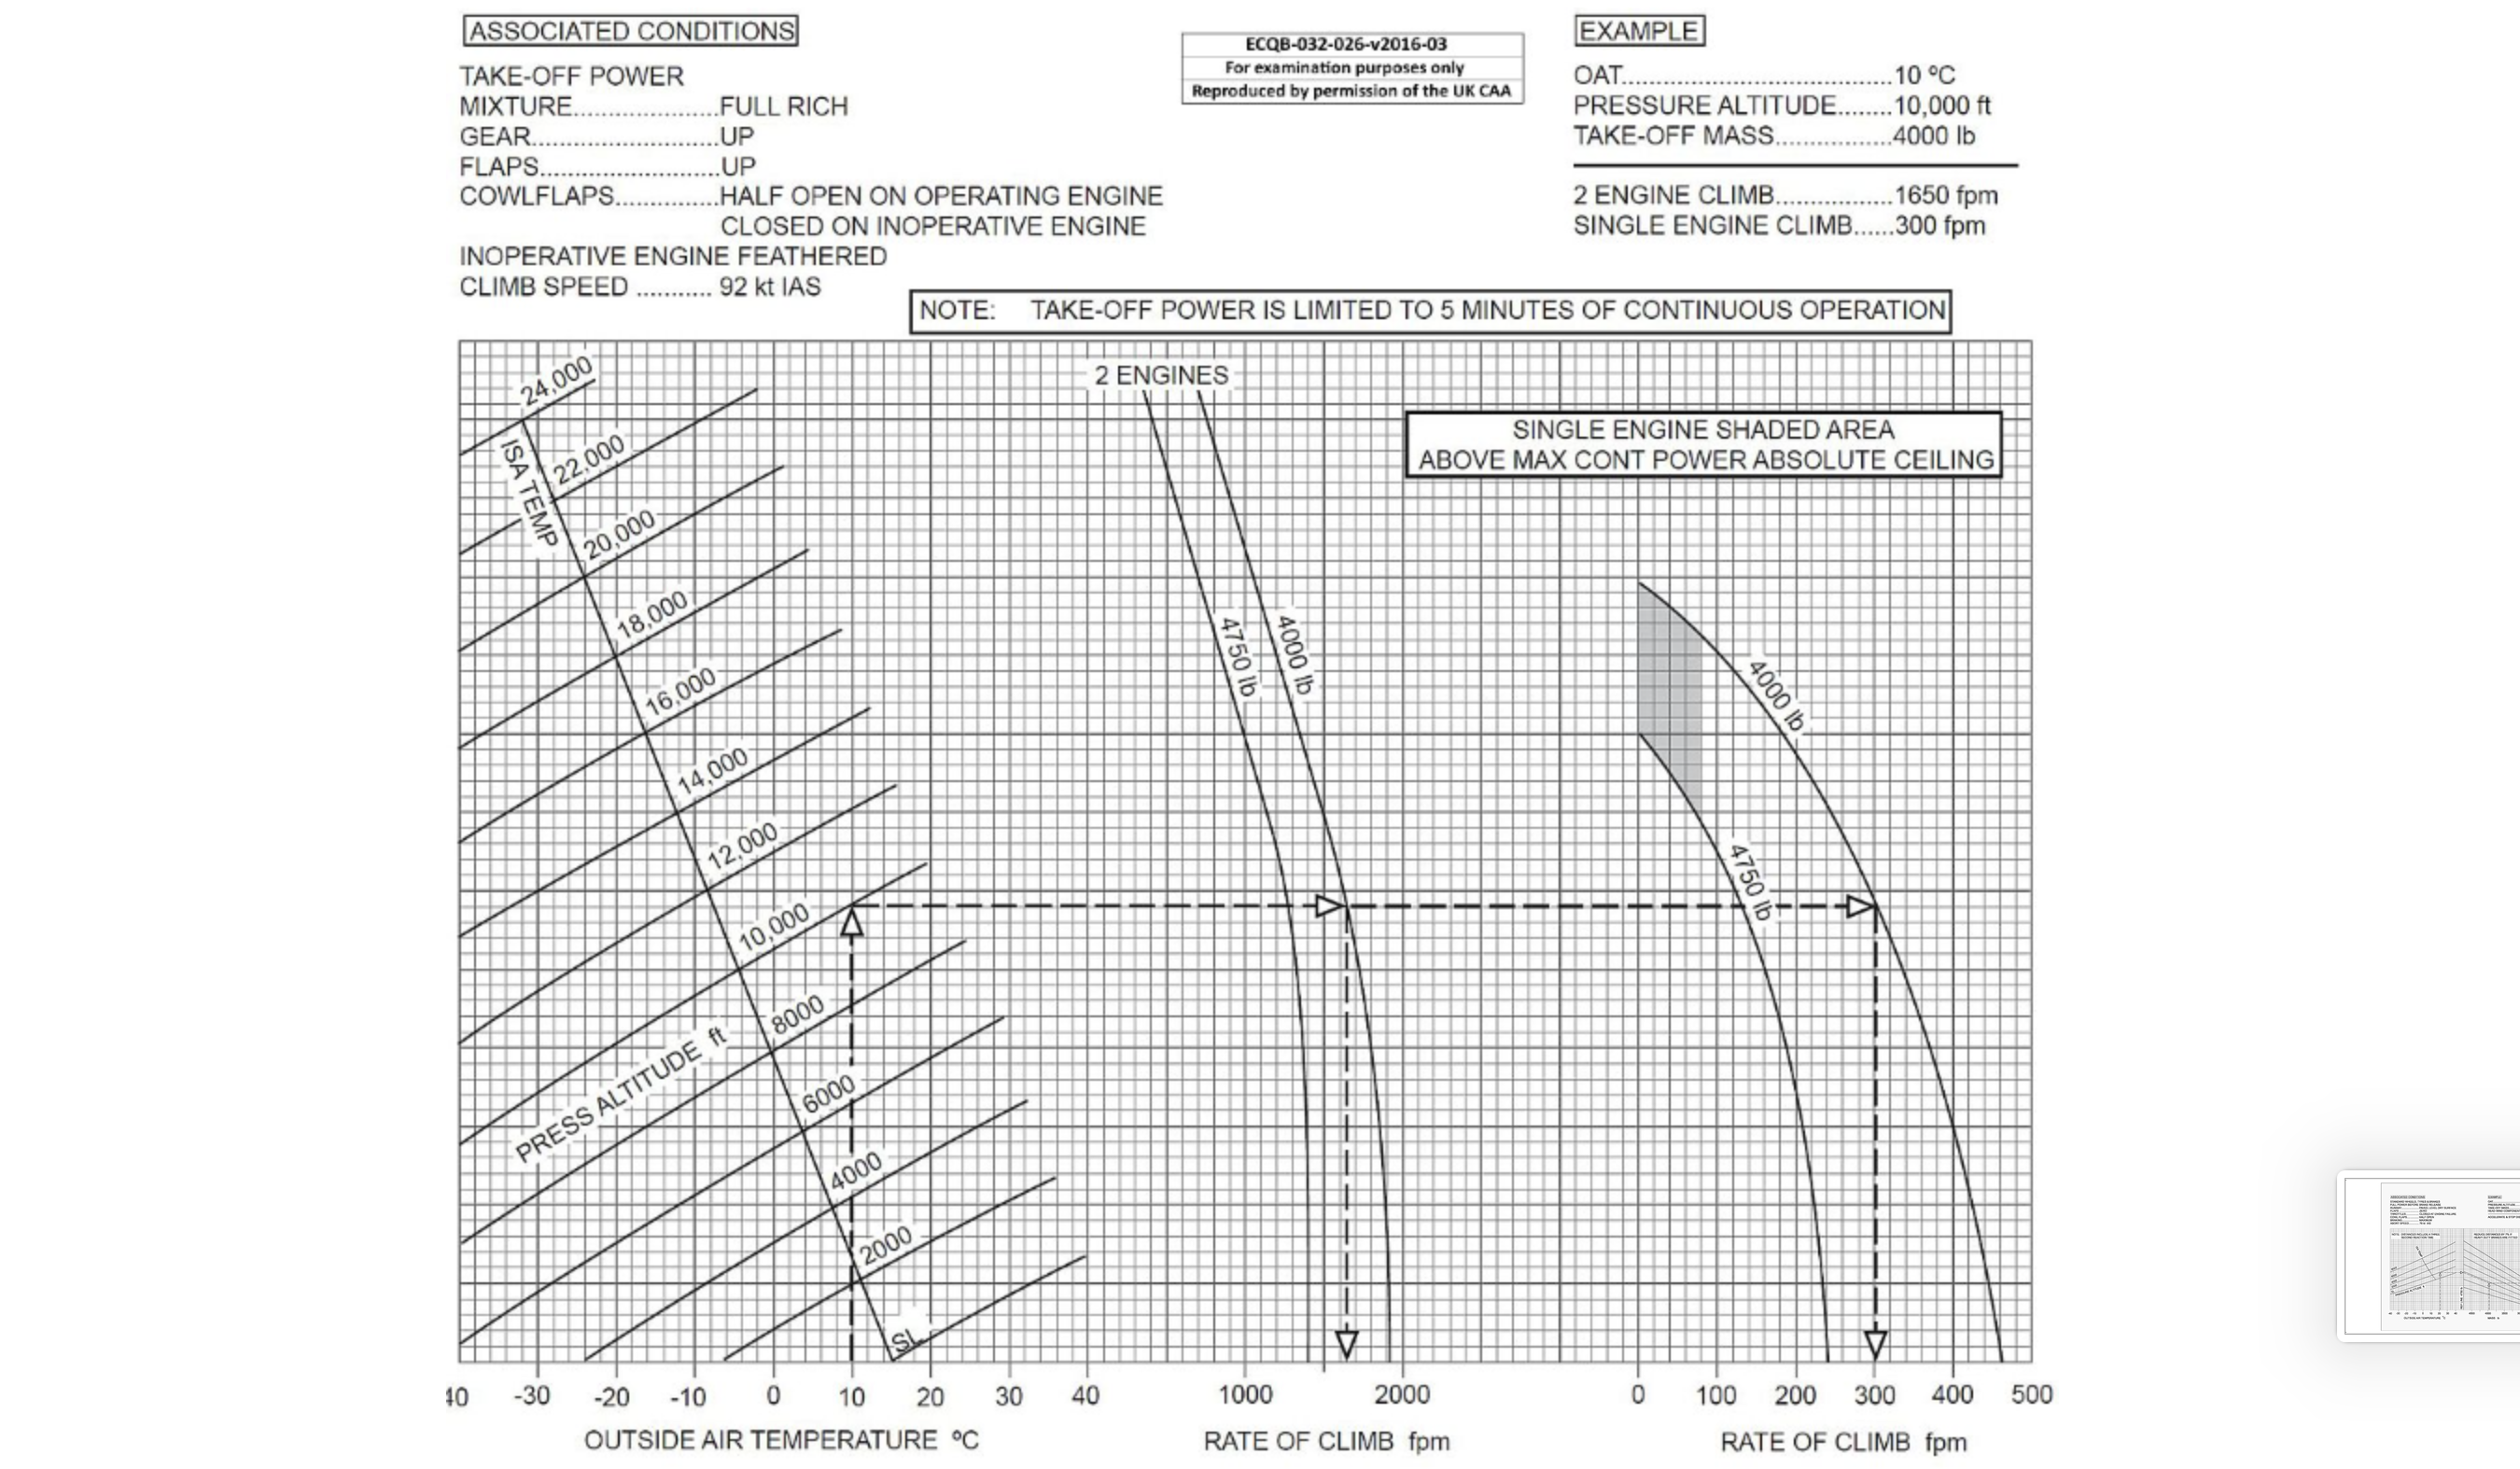 ASSOCIATED CONDITIONS
TAKE-OFF POWER
MIXTURE.....................FULL RICH
GEAR...........................UP
FLAPS..........................UP
COWLFLAPS...............HALF OPEN ON OPERATING ENGINE
CLOSED ON INOPERATIVE ENGINE
INOPERATIVE ENGINE FEATHERED
CLIMB SPEED ........... 92 kt IAS
ECQB-032-026-v2016-03
For examination purposes only
Reproduced by permission of the UK CAA
EXAMPLE
OAT...................................10 ºC
PRESSURE ALTITUDE........10,000 ft
TAKE-OFF MASS.................4000 lb
2 ENGINE CLIMB.................1650 fpm
SINGLE ENGINE CLIMB......300 fpm
NOTE: TAKE-OFF POWER IS LIMITED TO 5 MINUTES OF CONTINUOUS OPERATION
24,000
22,000
20,000
18,000
16,000
14,000
12,000
10,000
8000
6000
4000
2000
SL
ISA TEMP
PRESS ALTITUDE ft
2 ENGINES
4750 lb
4000 lb
SINGLE ENGINE SHADED AREA
ABOVE MAX CONT POWER ABSOLUTE CEILING
4000 lb
4750 lb
40 -30 -20 -10 0 10 20 30 40 1000 2000 0 100 200 300 400 500
OUTSIDE AIR TEMPERATURE ºC
RATE OF CLIMB fpm
RATE OF CLIMB fpm